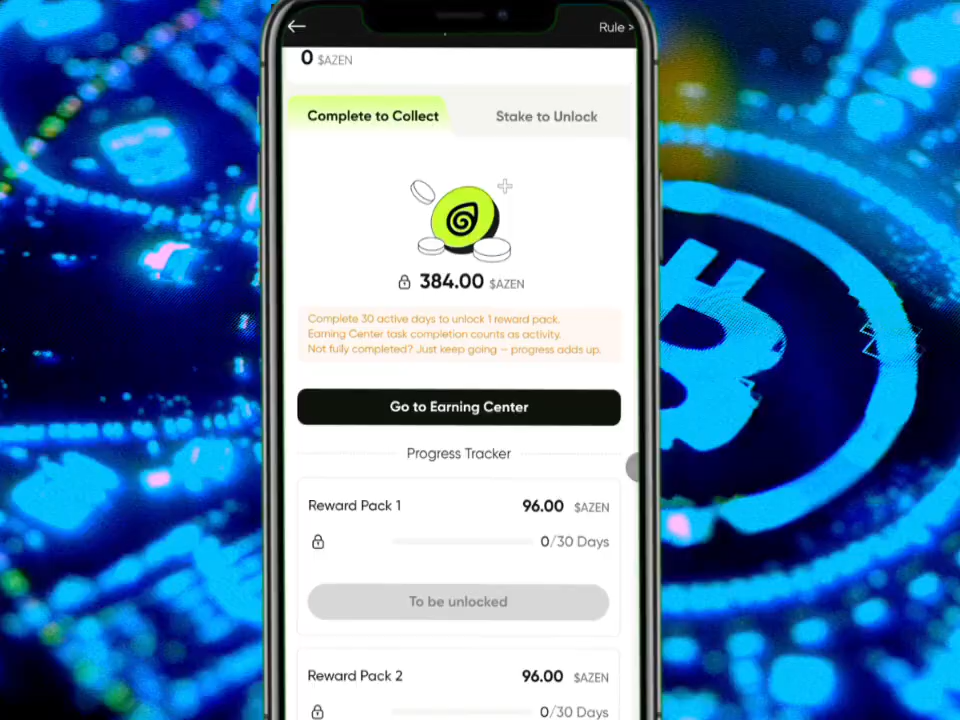 Rule >
0 $AZEN
Complete to Collect
Stake to Unlock
384.00 $AZEN
Complete 30 active days to unlock 1 reward pack.
Earning Center task completion counts as activity.
Not fully completed? Just keep going – progress adds up.
Go to Earning Center
Progress Tracker
Reward Pack 1 96.00 $AZEN
0/30 Days
To be unlocked
Reward Pack 2 96.00 $AZEN
0/30 Days